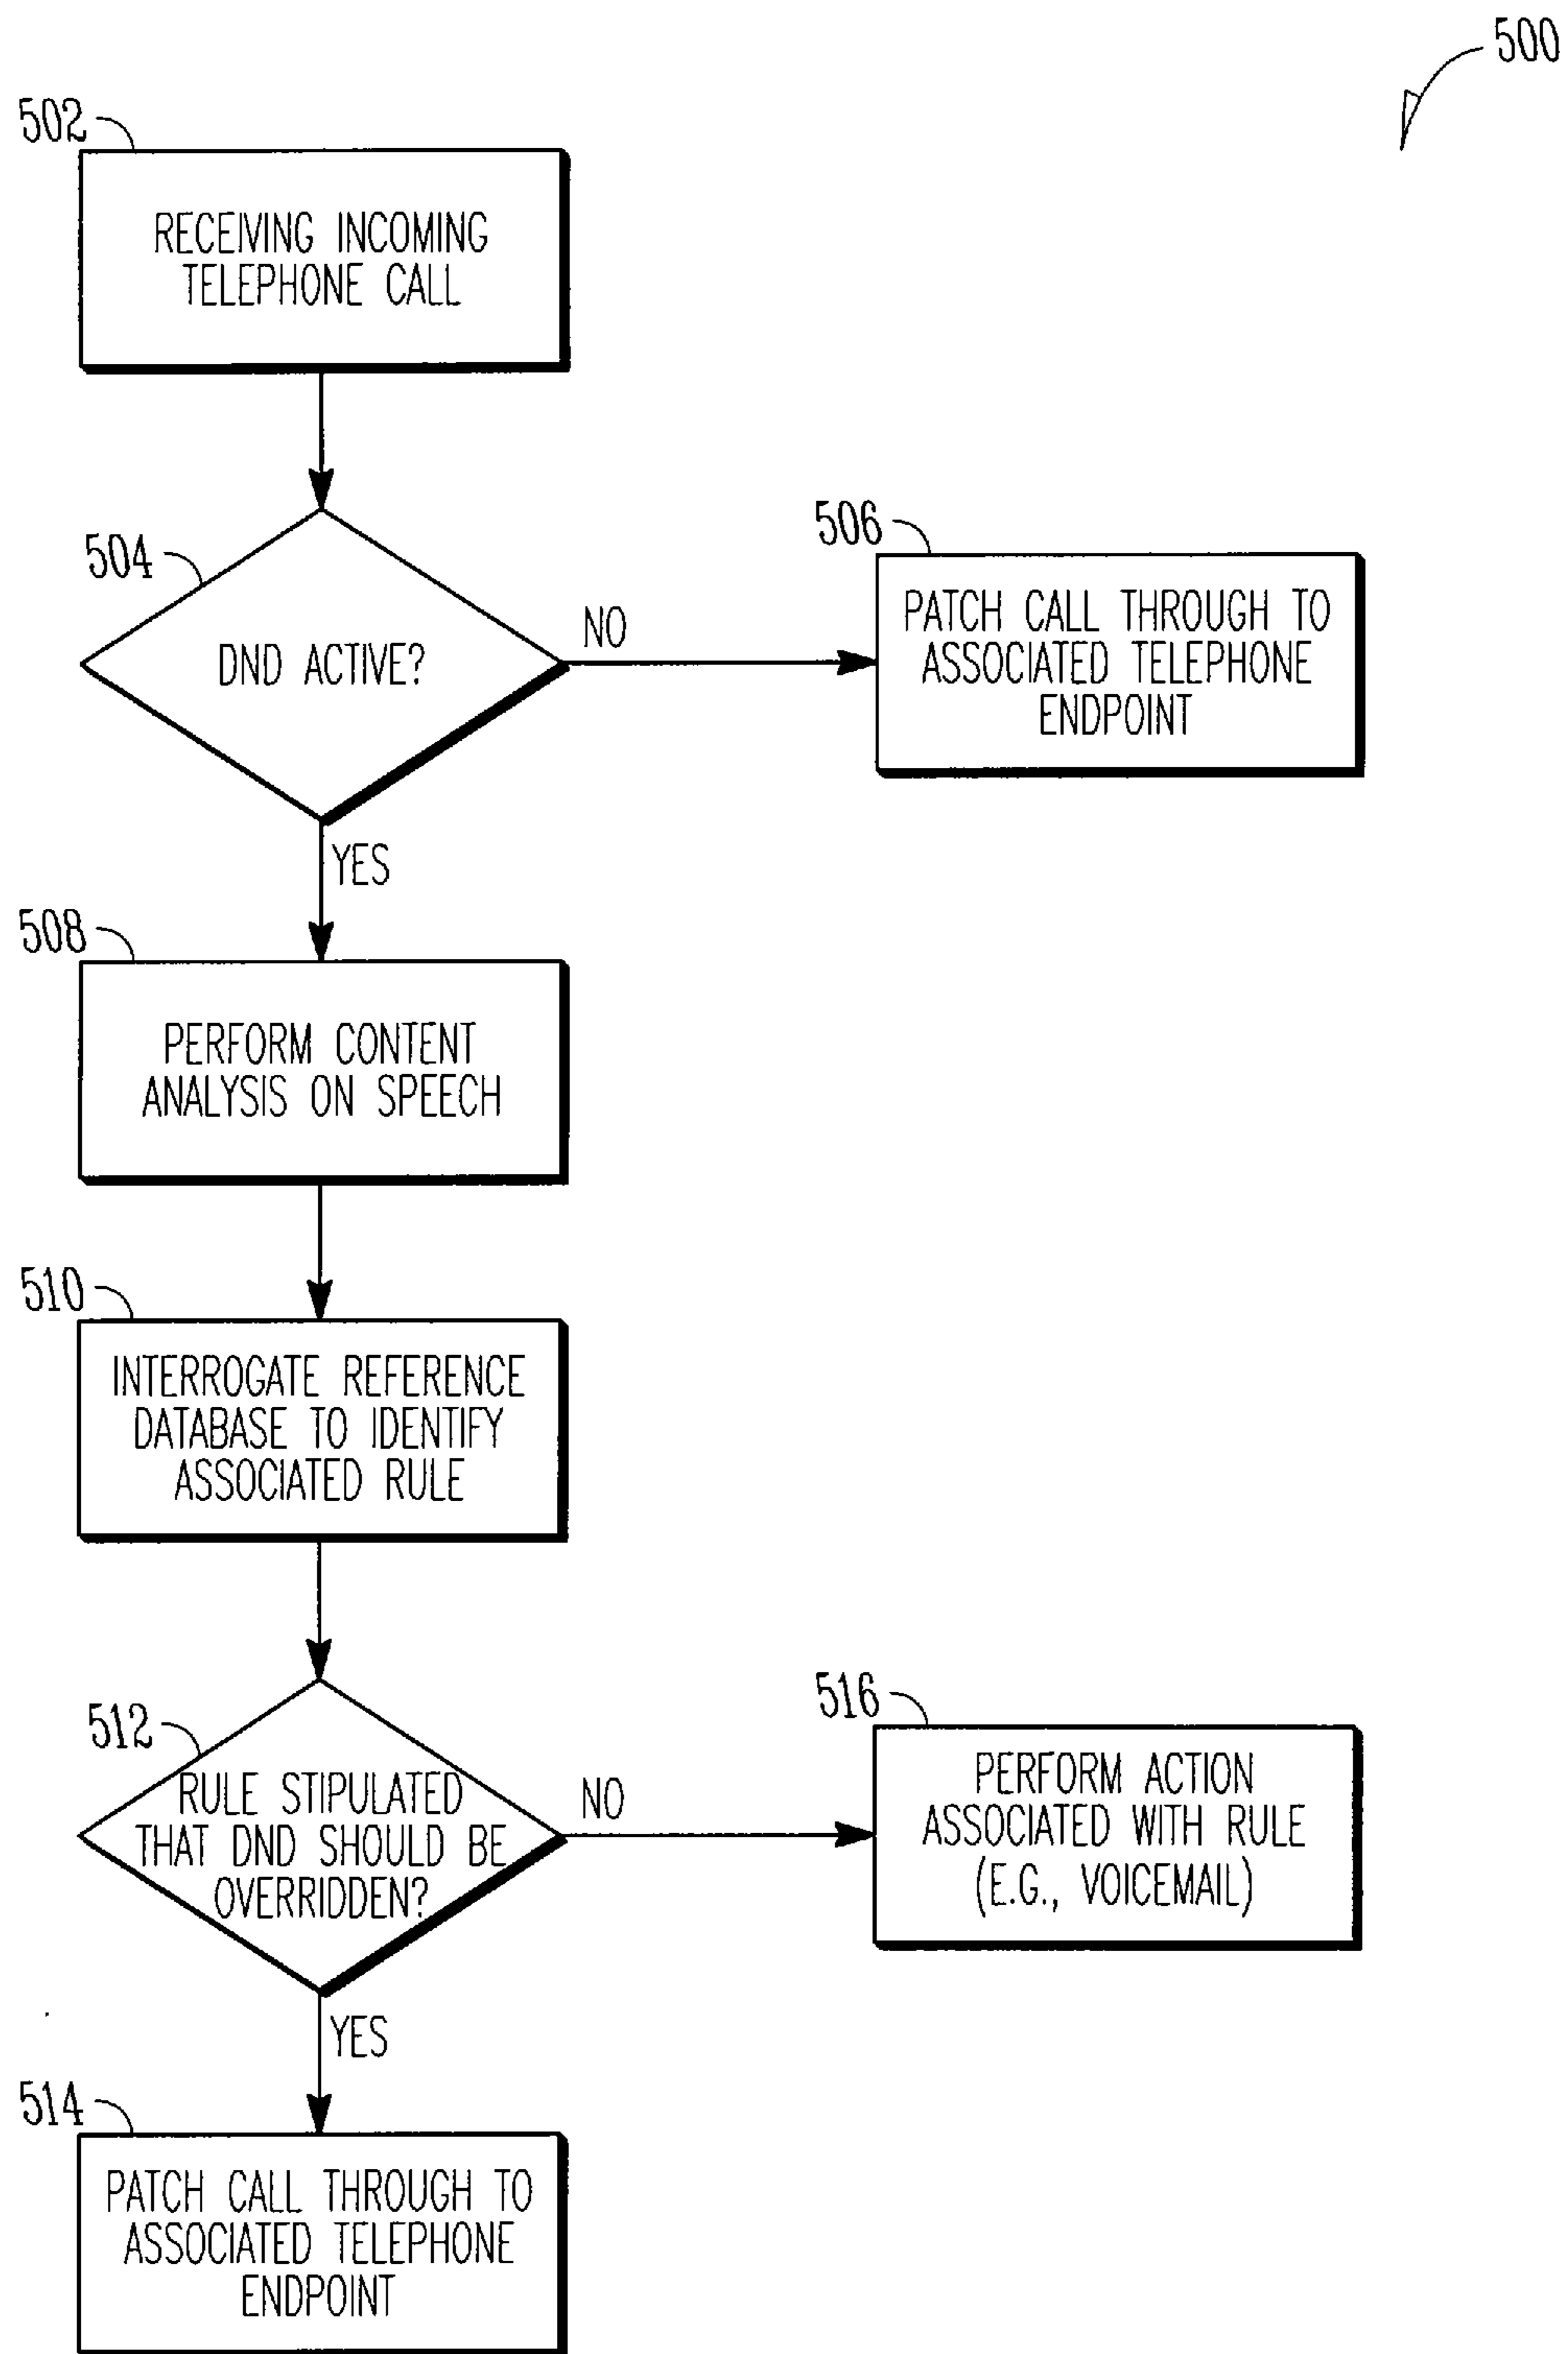 500
502
RECEIVING INCOMING
TELEPHONE CALL
504
DND ACTIVE?
NO
506
PATCH CALL THROUGH TO
ASSOCIATED TELEPHONE
ENDPOINT
YES
508
PERFORM CONTENT
ANALYSIS ON SPEECH
510
INTERROGATE REFERENCE
DATABASE TO IDENTIFY
ASSOCIATED RULE
512
RULE STIPULATED
THAT DND SHOULD BE
OVERRIDDEN?
NO
516
PERFORM ACTION
ASSOCIATED WITH RULE
(E.G., VOICEMAIL)
YES
514
PATCH CALL THROUGH TO
ASSOCIATED TELEPHONE
ENDPOINT